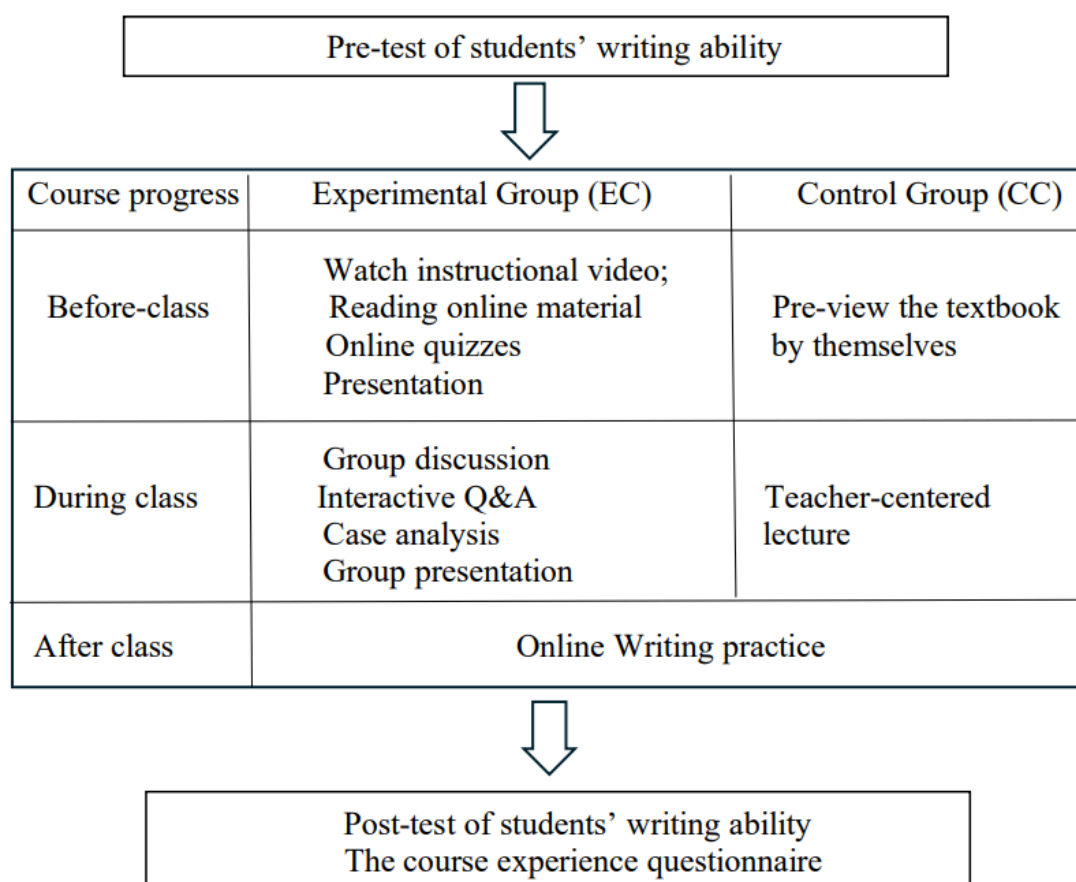 Pre-test of students’ writing ability
Course progress
Experimental Group (EC)
Control Group (CC)
Before-class
Watch instructional video;
Reading online material
Online quizzes
Presentation
Pre-view the textbook
by themselves
During class
Group discussion
Interactive Q&A
Case analysis
Group presentation
Teacher-centered
lecture
After class
Online Writing practice
Post-test of students’ writing ability
The course experience questionnaire